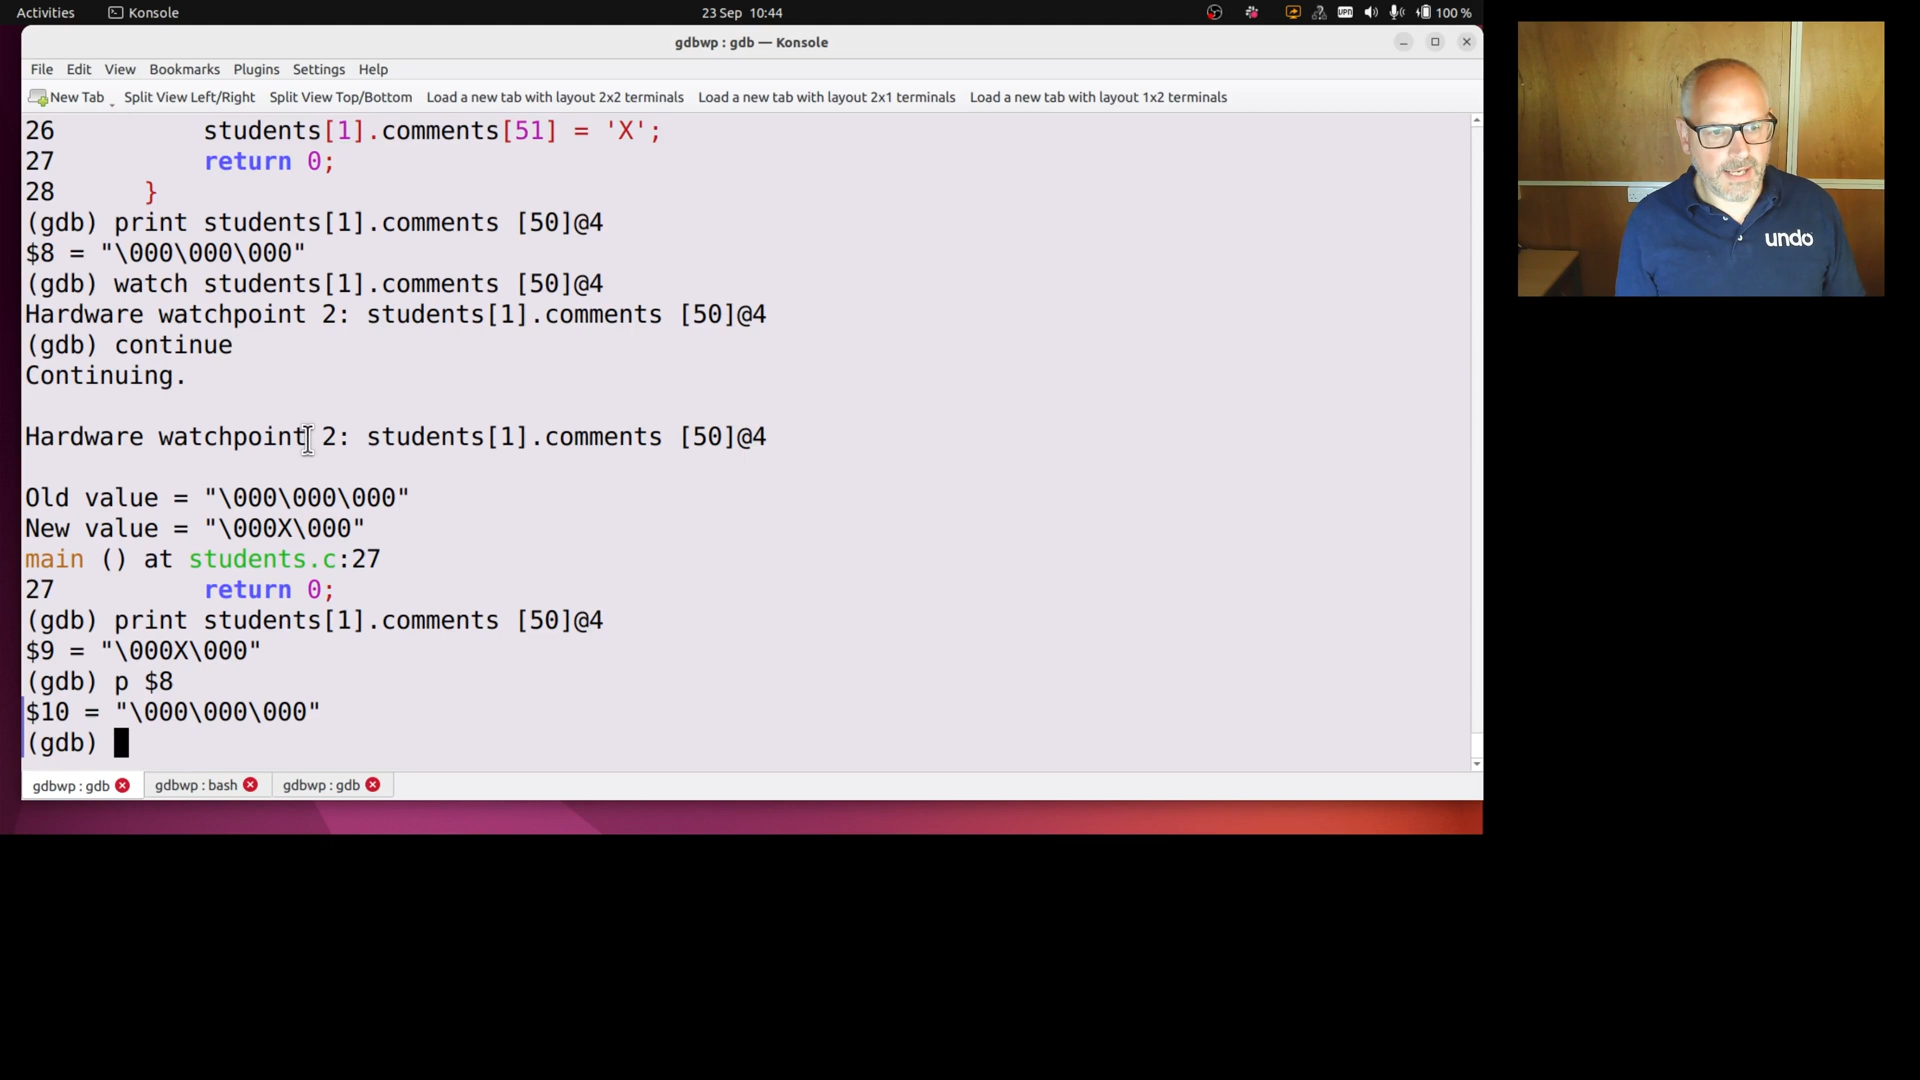 Activities
Konsole
23 Sep 10:44
100 %
gdbwp : gdb — Konsole
File Edit View Bookmarks Plugins Settings Help
New Tab Split View Left/Right Split View Top/Bottom Load a new tab with layout 2x2 terminals Load a new tab with layout 2x1 terminals Load a new tab with layout 1x2 terminals
26 students[1].comments[51] = 'X';
27 return 0;
28 }
(gdb) print students[1].comments [50]@4
$8 = "\000\000\000"
(gdb) watch students[1].comments [50]@4
Hardware watchpoint 2: students[1].comments [50]@4
(gdb) continue
Continuing.
Hardware watchpoint 2: students[1].comments [50]@4
Old value = "\000\000\000"
New value = "\000X\000"
main () at students.c:27
27 return 0;
(gdb) print students[1].comments [50]@4
$9 = "\000X\000"
(gdb) p $8
$10 = "\000\000\000"
(gdb)
gdbwp : gdb gdbwp : bash gdbwp : gdb
undo